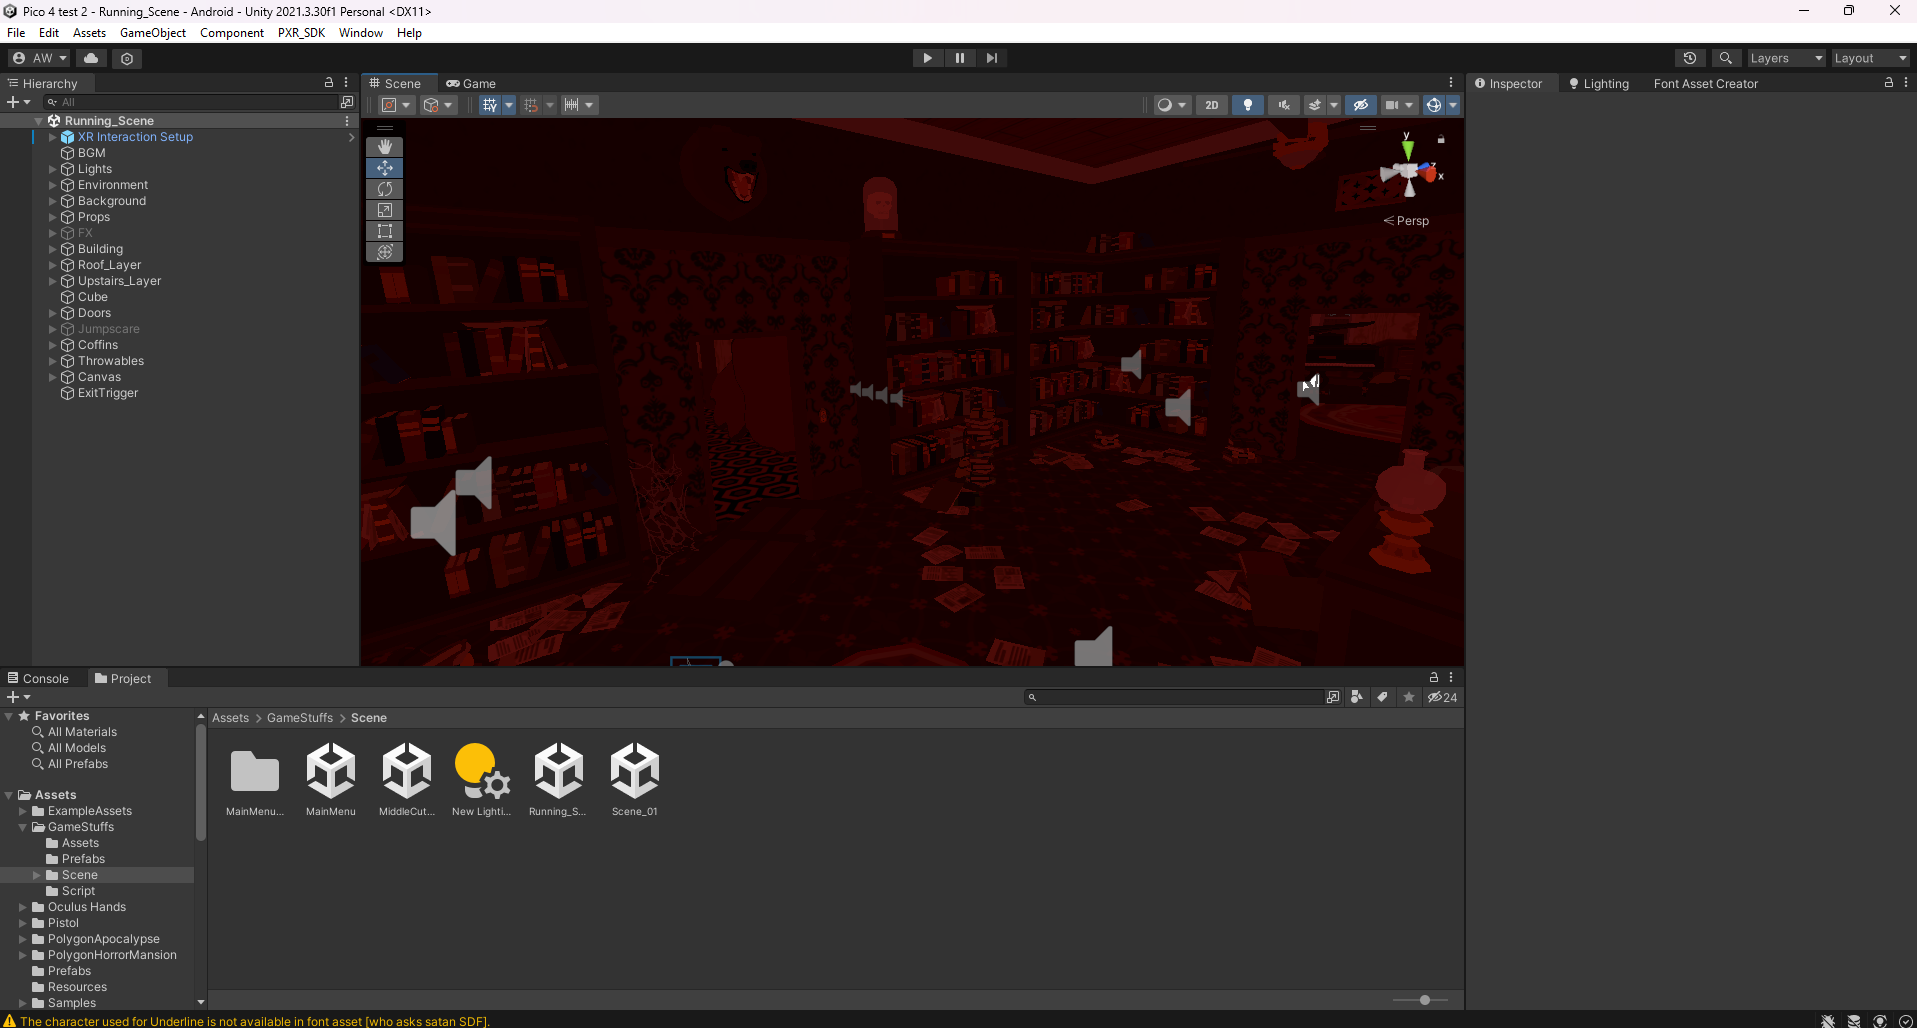 Pico 4 test 2 - Running_Scene - Android - Unity 2021.3.30f1 Personal <DX11>
File Edit Assets GameObject Component PXR_SDK Window Help
AW
Layers
Layout
Hierarchy
All
Running_Scene
XR Interaction Setup
BGM
Lights
Environment
Background
Props
FX
Building
Roof_Layer
Upstairs_Layer
Cube
Doors
Jumpscare
Coffins
Throwables
Canvas
ExitTrigger
Scene
Game
2D
y
z
x
Persp
Inspector
Lighting
Font Asset Creator
Console
Project
24
Favorites
All Materials
All Models
All Prefabs
Assets
ExampleAssets
GameStuffs
Assets
Prefabs
Scene
Script
Oculus Hands
Pistol
PolygonApocalypse
PolygonHorrorMansion
Prefabs
Resources
Samples
Assets > GameStuffs > Scene
MainMenu...
MainMenu
MiddleCut...
New Lighti...
Running_S...
Scene_01
The character used for Underline is not available in font asset [who asks satan SDF].